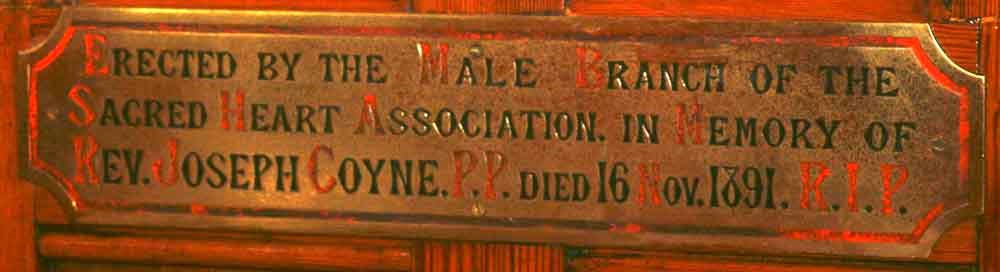 Erected by the Male Branch of the
Sacred Heart Association. in Memory of
Rev. Joseph Coyne. P.P. died 16 Nov. 1891. R.I.P.